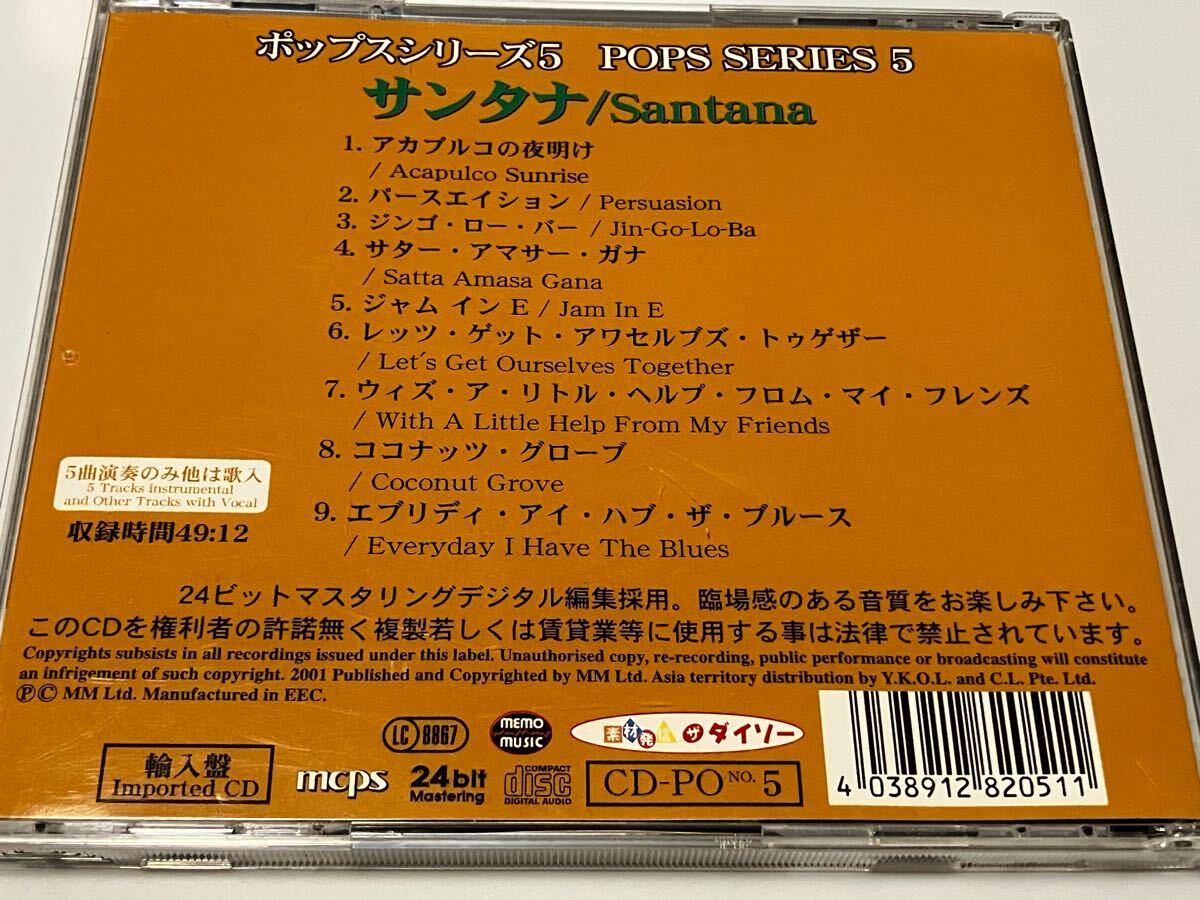 ポップスシリーズ5 POPS SERIES 5
サンタナ/Santana
1. アカプルコの夜明け
/ Acapulco Sunrise
2. パースエイション / Persuasion
3. ジンゴ・ロー・バー / Jin-Go-Lo-Ba
4. サター・アマサー・ガナ
/ Satta Amasa Gana
5. ジャム イン E / Jam In E
6. レッツ・ゲット・アワセルブズ・トゥゲザー
/ Let's Get Ourselves Together
7. ウィズ・ア・リトル・ヘルプ・フロム・マイ・フレンズ
/ With A Little Help From My Friends
8. ココナッツ・グローブ
/ Coconut Grove
9. エブリディ・アイ・ハブ・ザ・ブルース
/ Everyday I Have The Blues
5曲演奏のみ他は歌入
5 Tracks instrumental
and Other Tracks with Vocal
収録時間49:12
24ビットマスタリングデジタル編集採用。臨場感のある音質をお楽しみ下さい。
このCDを権利者の許諾無く複製若しくは賃貸業等に使用する事は法律で禁止されています。
Copyrights subsists in all recordings issued under this label. Unauthorised copy, re-recording, public performance or broadcasting will constitute
an infrigement of such copyright. 2001 Published and Copyrighted by MM Ltd. Asia territory distribution by Y.K.O.L. and C.L. Pte. Ltd.
℗© MM Ltd. Manufactured in EEC.
LC 8867
MEMO
MUSIC
素材発信 ザ ダイソー
輸入盤
Imported CD
mcps
24bit
Mastering
COMPACT
disc
DIGITAL AUDIO
CD-PO NO. 5
4 038912 820511